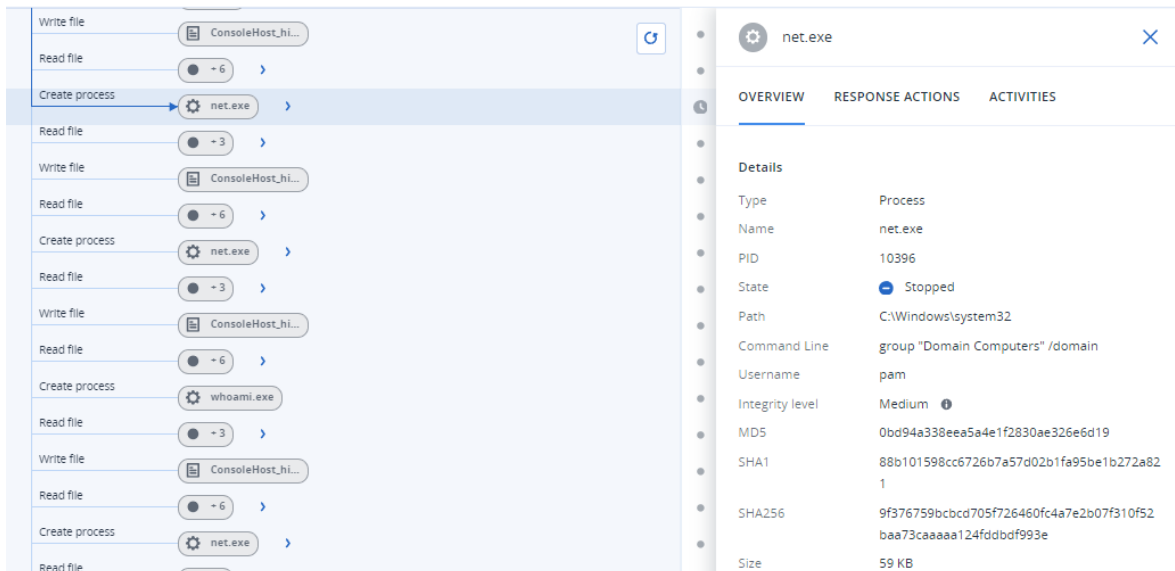 Write file
ConsoleHost_hi...
Read file
+6
Create process
net.exe
Read file
+3
Write file
ConsoleHost_hi...
Read file
+6
Create process
net.exe
Read file
+3
Write file
ConsoleHost_hi...
Read file
+6
Create process
whoami.exe
Read file
+3
Write file
ConsoleHost_hi...
Read file
+6
Create process
net.exe
Read file
net.exe
OVERVIEW RESPONSE ACTIONS ACTIVITIES
Details
Type Process
Name net.exe
PID 10396
State Stopped
Path C:\Windows\system32
Command Line group "Domain Computers" /domain
Username pam
Integrity level Medium
MD5 0bd94a338eea5a4e1f2830ae326e6d19
SHA1 88b101598cc6726b7a57d02b1fa95be1b272a82
1
SHA256 9f376759bcbcd705f726460fc4a7e2b07f310f52
baa73caaaaa124fddbdf993e
Size 59 KB